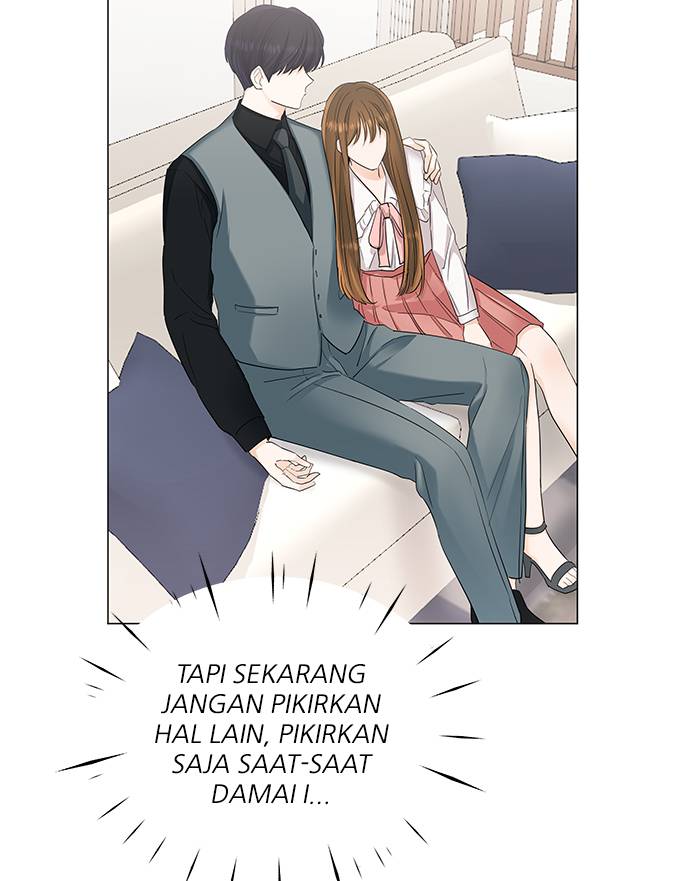 TAPI SEKARANG
JANGAN PIKIRKAN
HAL LAIN, PIKIRKAN
SAJA SAAT-SAAT
DAMAI I...